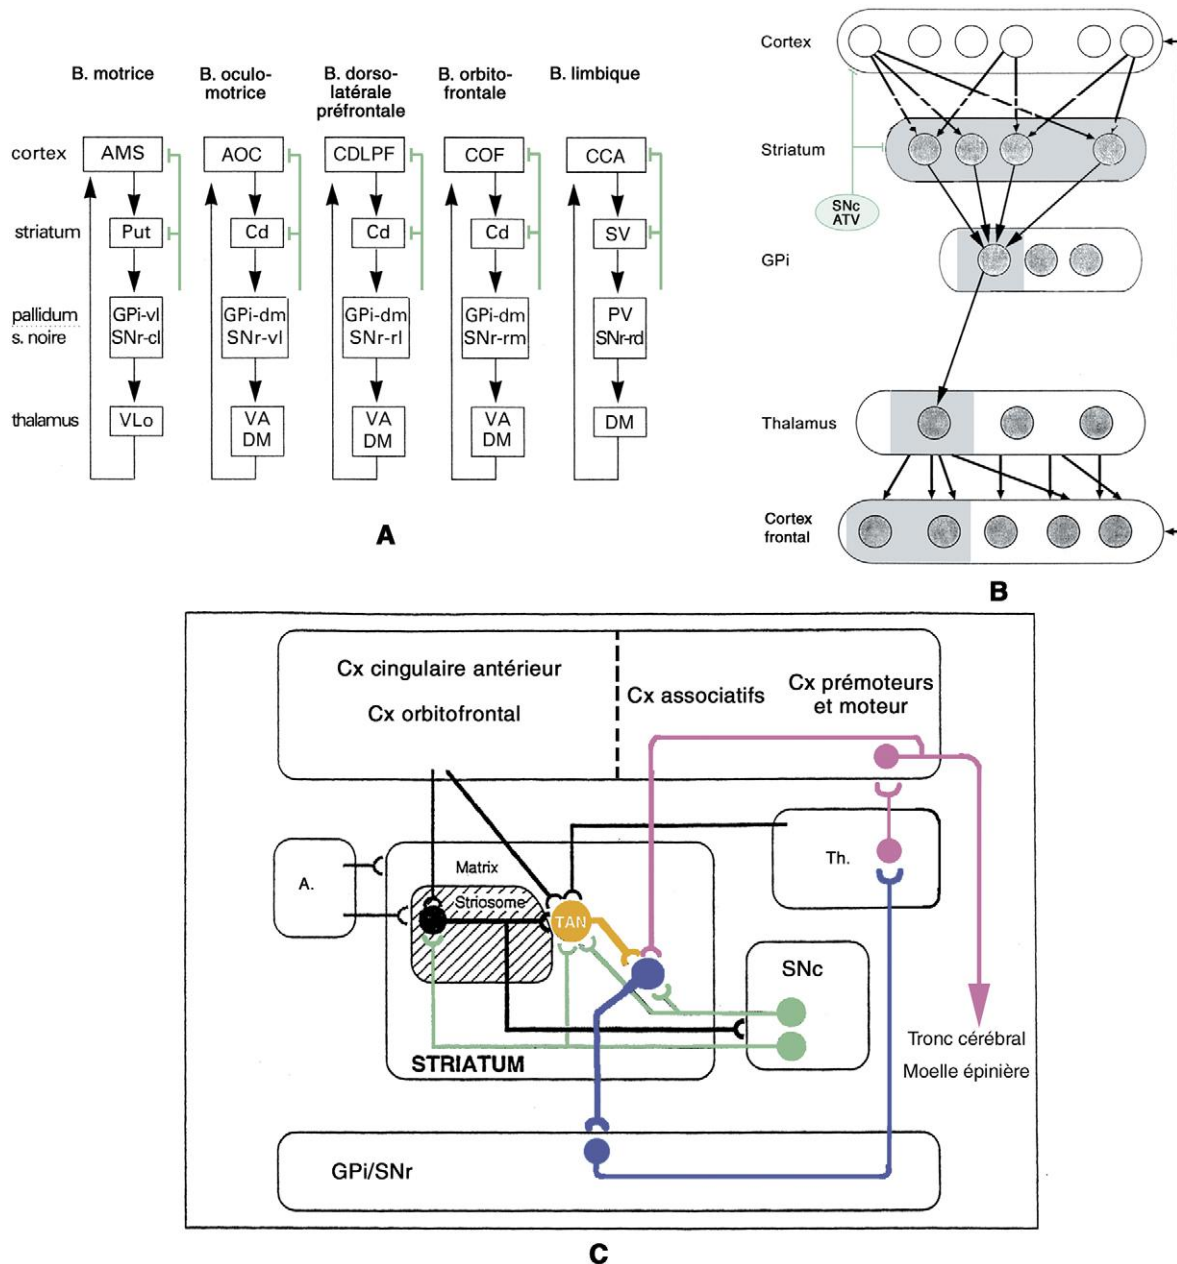 B. motrice
B. oculo-
motrice
B. dorso-
latérale
préfrontale
B. orbito-
frontale
B. limbique
cortex
AMS
AOC
CDLPF
COF
CCA
striatum
Put
Cd
Cd
Cd
SV
pallidum
s. noire
GPi-vl
SNr-cl
GPi-dm
SNr-vl
GPi-dm
SNr-rl
GPi-dm
SNr-rm
PV
SNr-rd
thalamus
VLo
VA
DM
VA
DM
VA
DM
DM
A
Cortex
Striatum
SNc
ATV
GPi
Thalamus
Cortex
frontal
B
Cx cingulaire antérieur
Cx orbitofrontal
Cx associatifs
Cx prémoteurs
et moteur
A.
Matrix
Striosome
TAN
Th.
SNc
STRIATUM
Tronc cérébral
Moelle épinière
GPi/SNr
C